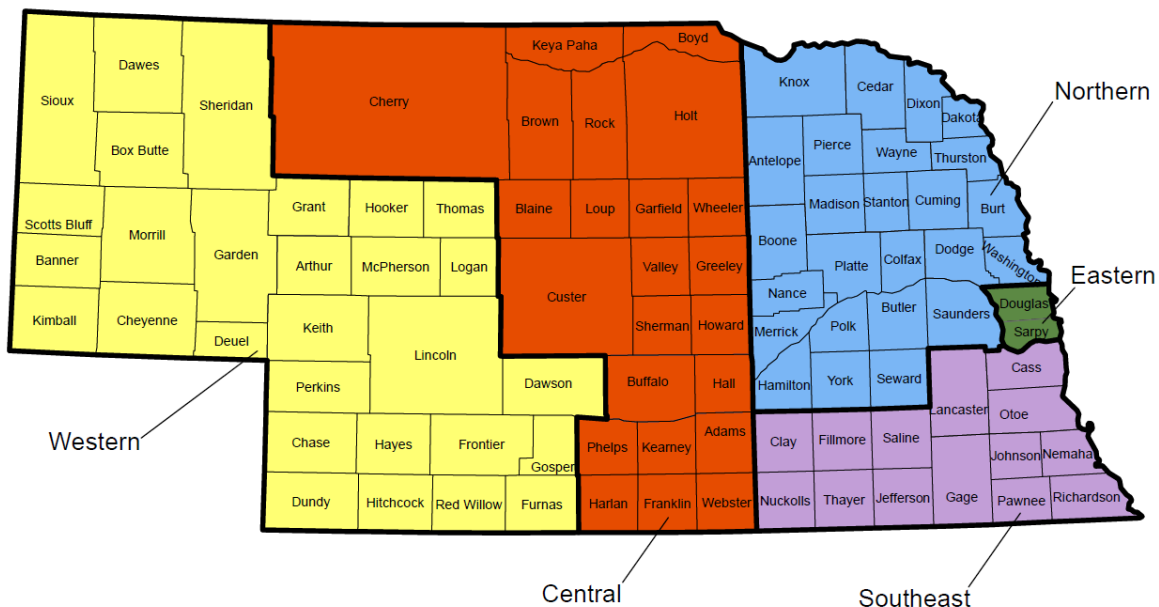 Boyd
Keya Paha
Knox
Cedar
Dawes
Dixon
Northern
Sioux
Cherry
Sheridan
Brown
Rock
Holt
Dakota
Pierce
Box Butte
Antelope
Wayne
Thurston
Grant
Hooker
Thomas
Blaine
Loup
Garfield
Wheeler
Madison
Stanton
Cuming
Burt
Scotts Bluff
Morrill
Boone
Dodge
Washington
Banner
Garden
Arthur
McPherson
Logan
Valley
Greeley
Platte
Colfax
Eastern
Custer
Nance
Douglas
Kimball
Cheyenne
Keith
Sherman
Howard
Merrick
Polk
Butler
Saunders
Sarpy
Deuel
Lincoln
Cass
Perkins
Dawson
Buffalo
Hall
Hamilton
York
Seward
Western
Lancaster
Otoe
Chase
Hayes
Frontier
Phelps
Kearney
Adams
Clay
Fillmore
Saline
Johnson
Nemaha
Gosper
Dundy
Hitchcock
Red Willow
Furnas
Harlan
Franklin
Webster
Nuckolls
Thayer
Jefferson
Gage
Pawnee
Richardson
Central
Southeast